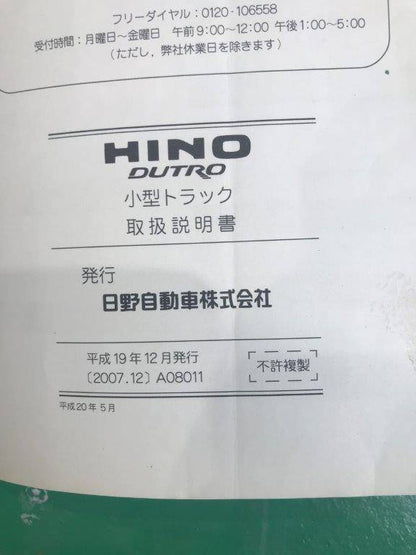 フリーダイヤル：0120-106558
受付時間：月曜日～金曜日 午前9:00～12:00 午後1:00～5:00
（ただし，弊社休業日を除きます）
HINO
DUTRO
小型トラック
取扱説明書
発行
日野自動車株式会社
平成19年12月発行
〔2007.12〕A08011
不許複製
平成20年5月